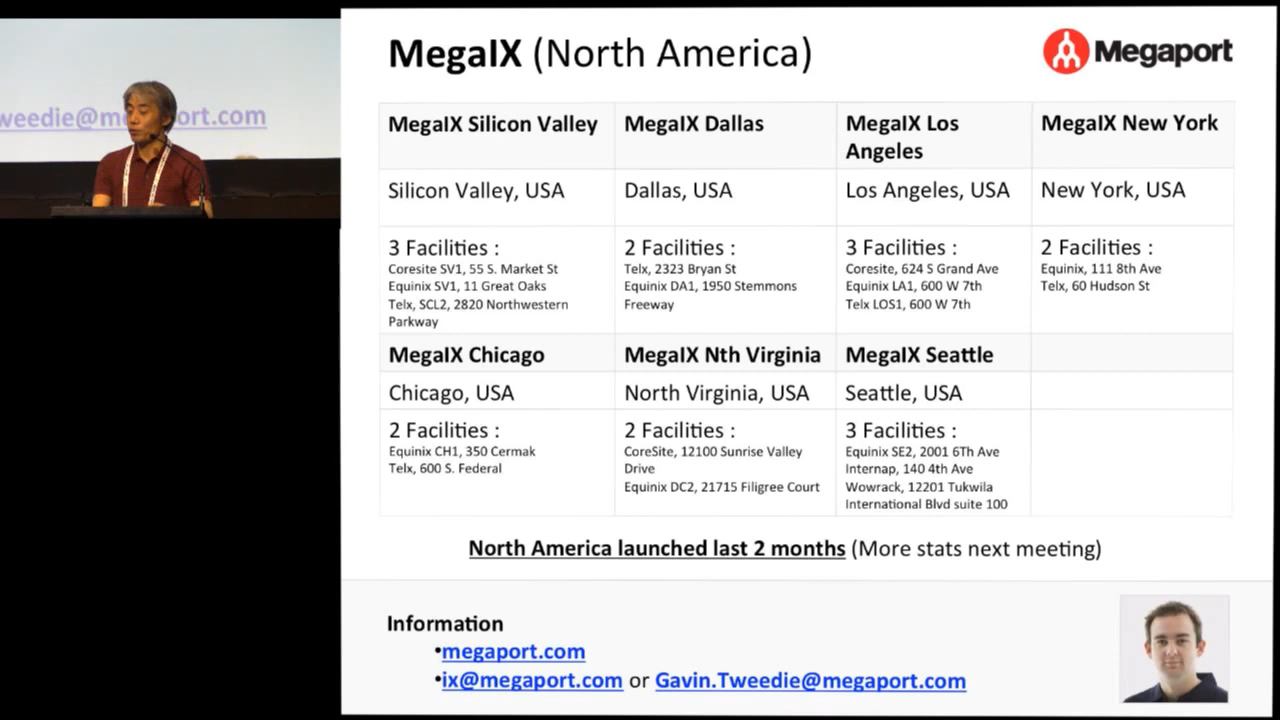 MegaIX (North America)
Megaport
MegaIX Silicon Valley
MegaIX Dallas
MegaIX Los
Angeles
MegaIX New York
Silicon Valley, USA
Dallas, USA
Los Angeles, USA
New York, USA
3 Facilities :
Coresite SV1, 55 S. Market St
Equinix SV1, 11 Great Oaks
Telx, SCL2, 2820 Northwestern
Parkway
2 Facilities :
Telx, 2323 Bryan St
Equinix DA1, 1950 Stemmons
Freeway
3 Facilities :
Coresite, 624 S Grand Ave
Equinix LA1, 600 W 7th
Telx LOS1, 600 W 7th
2 Facilities :
Equinix, 111 8th Ave
Telx, 60 Hudson St
MegaIX Chicago
MegaIX Nth Virginia
MegaIX Seattle
Chicago, USA
North Virginia, USA
Seattle, USA
2 Facilities :
Equinix CH1, 350 Cermak
Telx, 600 S. Federal
2 Facilities :
CoreSite, 12100 Sunrise Valley
Drive
Equinix DC2, 21715 Filigree Court
3 Facilities :
Equinix SE2, 2001 6Th Ave
Internap, 140 4th Ave
Wowrack, 12201 Tukwila
International Blvd suite 100
North America launched last 2 months (More stats next meeting)
Information
•megaport.com
•ix@megaport.com or Gavin.Tweedie@megaport.com